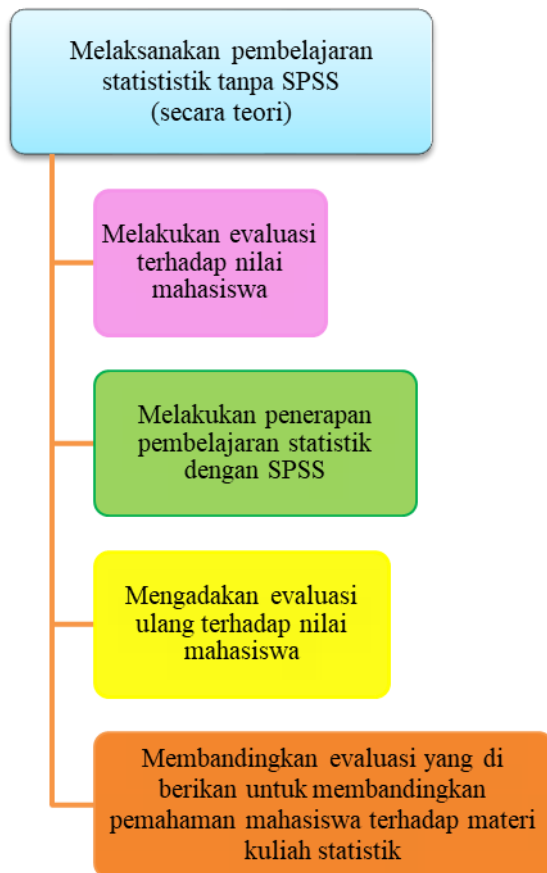 Melaksanakan pembelajaran
statististik tanpa SPSS
(secara teori)
Melakukan evaluasi
terhadap nilai
mahasiswa
Melakukan penerapan
pembelajaran statistik
dengan SPSS
Mengadakan evaluasi
ulang terhadap nilai
mahasiswa
Membandingkan evaluasi yang di
berikan untuk membandingkan
pemahaman mahasiswa terhadap materi
kuliah statistik